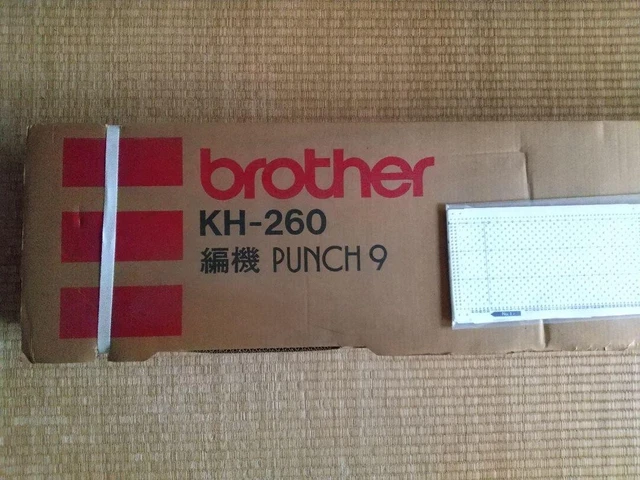 brother
KH-260
編機 PUNCH 9